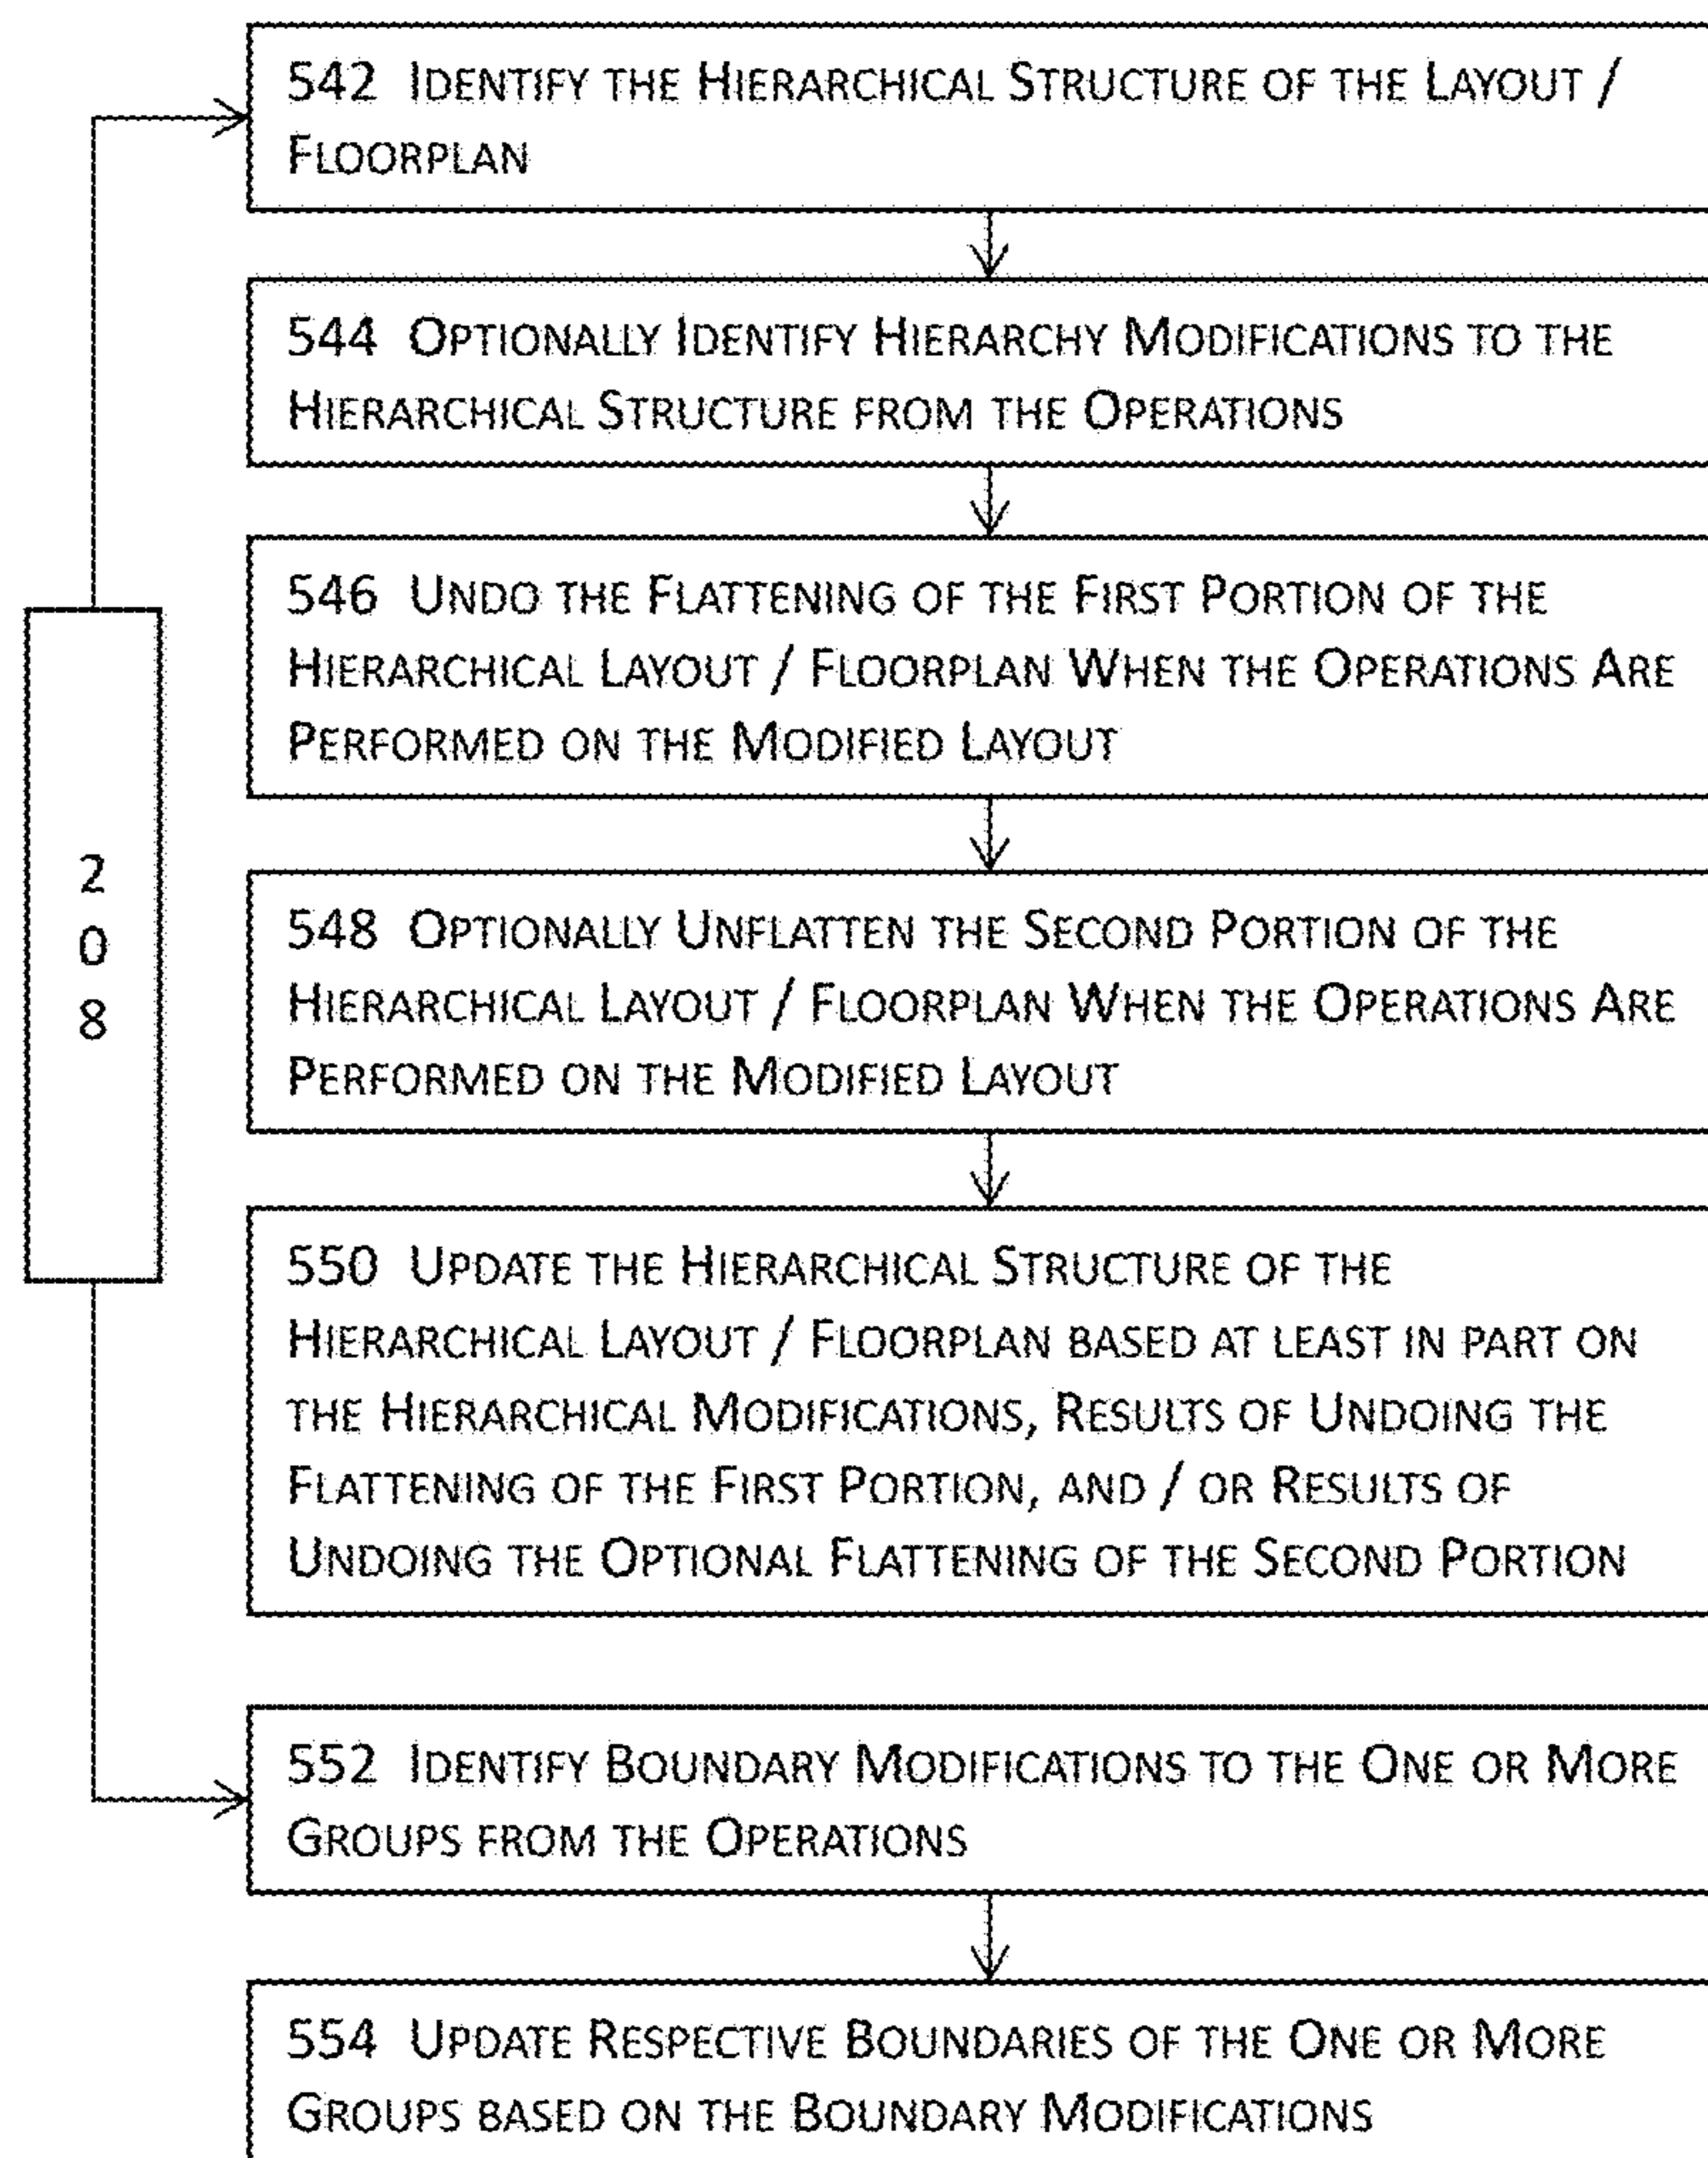 542 IDENTIFY THE HIERARCHICAL STRUCTURE OF THE LAYOUT /
FLOORPLAN
544 OPTIONALLY IDENTIFY HIERARCHY MODIFICATIONS TO THE
HIERARCHICAL STRUCTURE FROM THE OPERATIONS
546 UNDO THE FLATTENING OF THE FIRST PORTION OF THE
HIERARCHICAL LAYOUT / FLOORPLAN WHEN THE OPERATIONS ARE
PERFORMED ON THE MODIFIED LAYOUT
2
0
8
548 OPTIONALLY UNFLATTEN THE SECOND PORTION OF THE
HIERARCHICAL LAYOUT / FLOORPLAN WHEN THE OPERATIONS ARE
PERFORMED ON THE MODIFIED LAYOUT
550 UPDATE THE HIERARCHICAL STRUCTURE OF THE
HIERARCHICAL LAYOUT / FLOORPLAN BASED AT LEAST IN PART ON
THE HIERARCHICAL MODIFICATIONS, RESULTS OF UNDOING THE
FLATTENING OF THE FIRST PORTION, AND / OR RESULTS OF
UNDOING THE OPTIONAL FLATTENING OF THE SECOND PORTION
552 IDENTIFY BOUNDARY MODIFICATIONS TO THE ONE OR MORE
GROUPS FROM THE OPERATIONS
554 UPDATE RESPECTIVE BOUNDARIES OF THE ONE OR MORE
GROUPS BASED ON THE BOUNDARY MODIFICATIONS